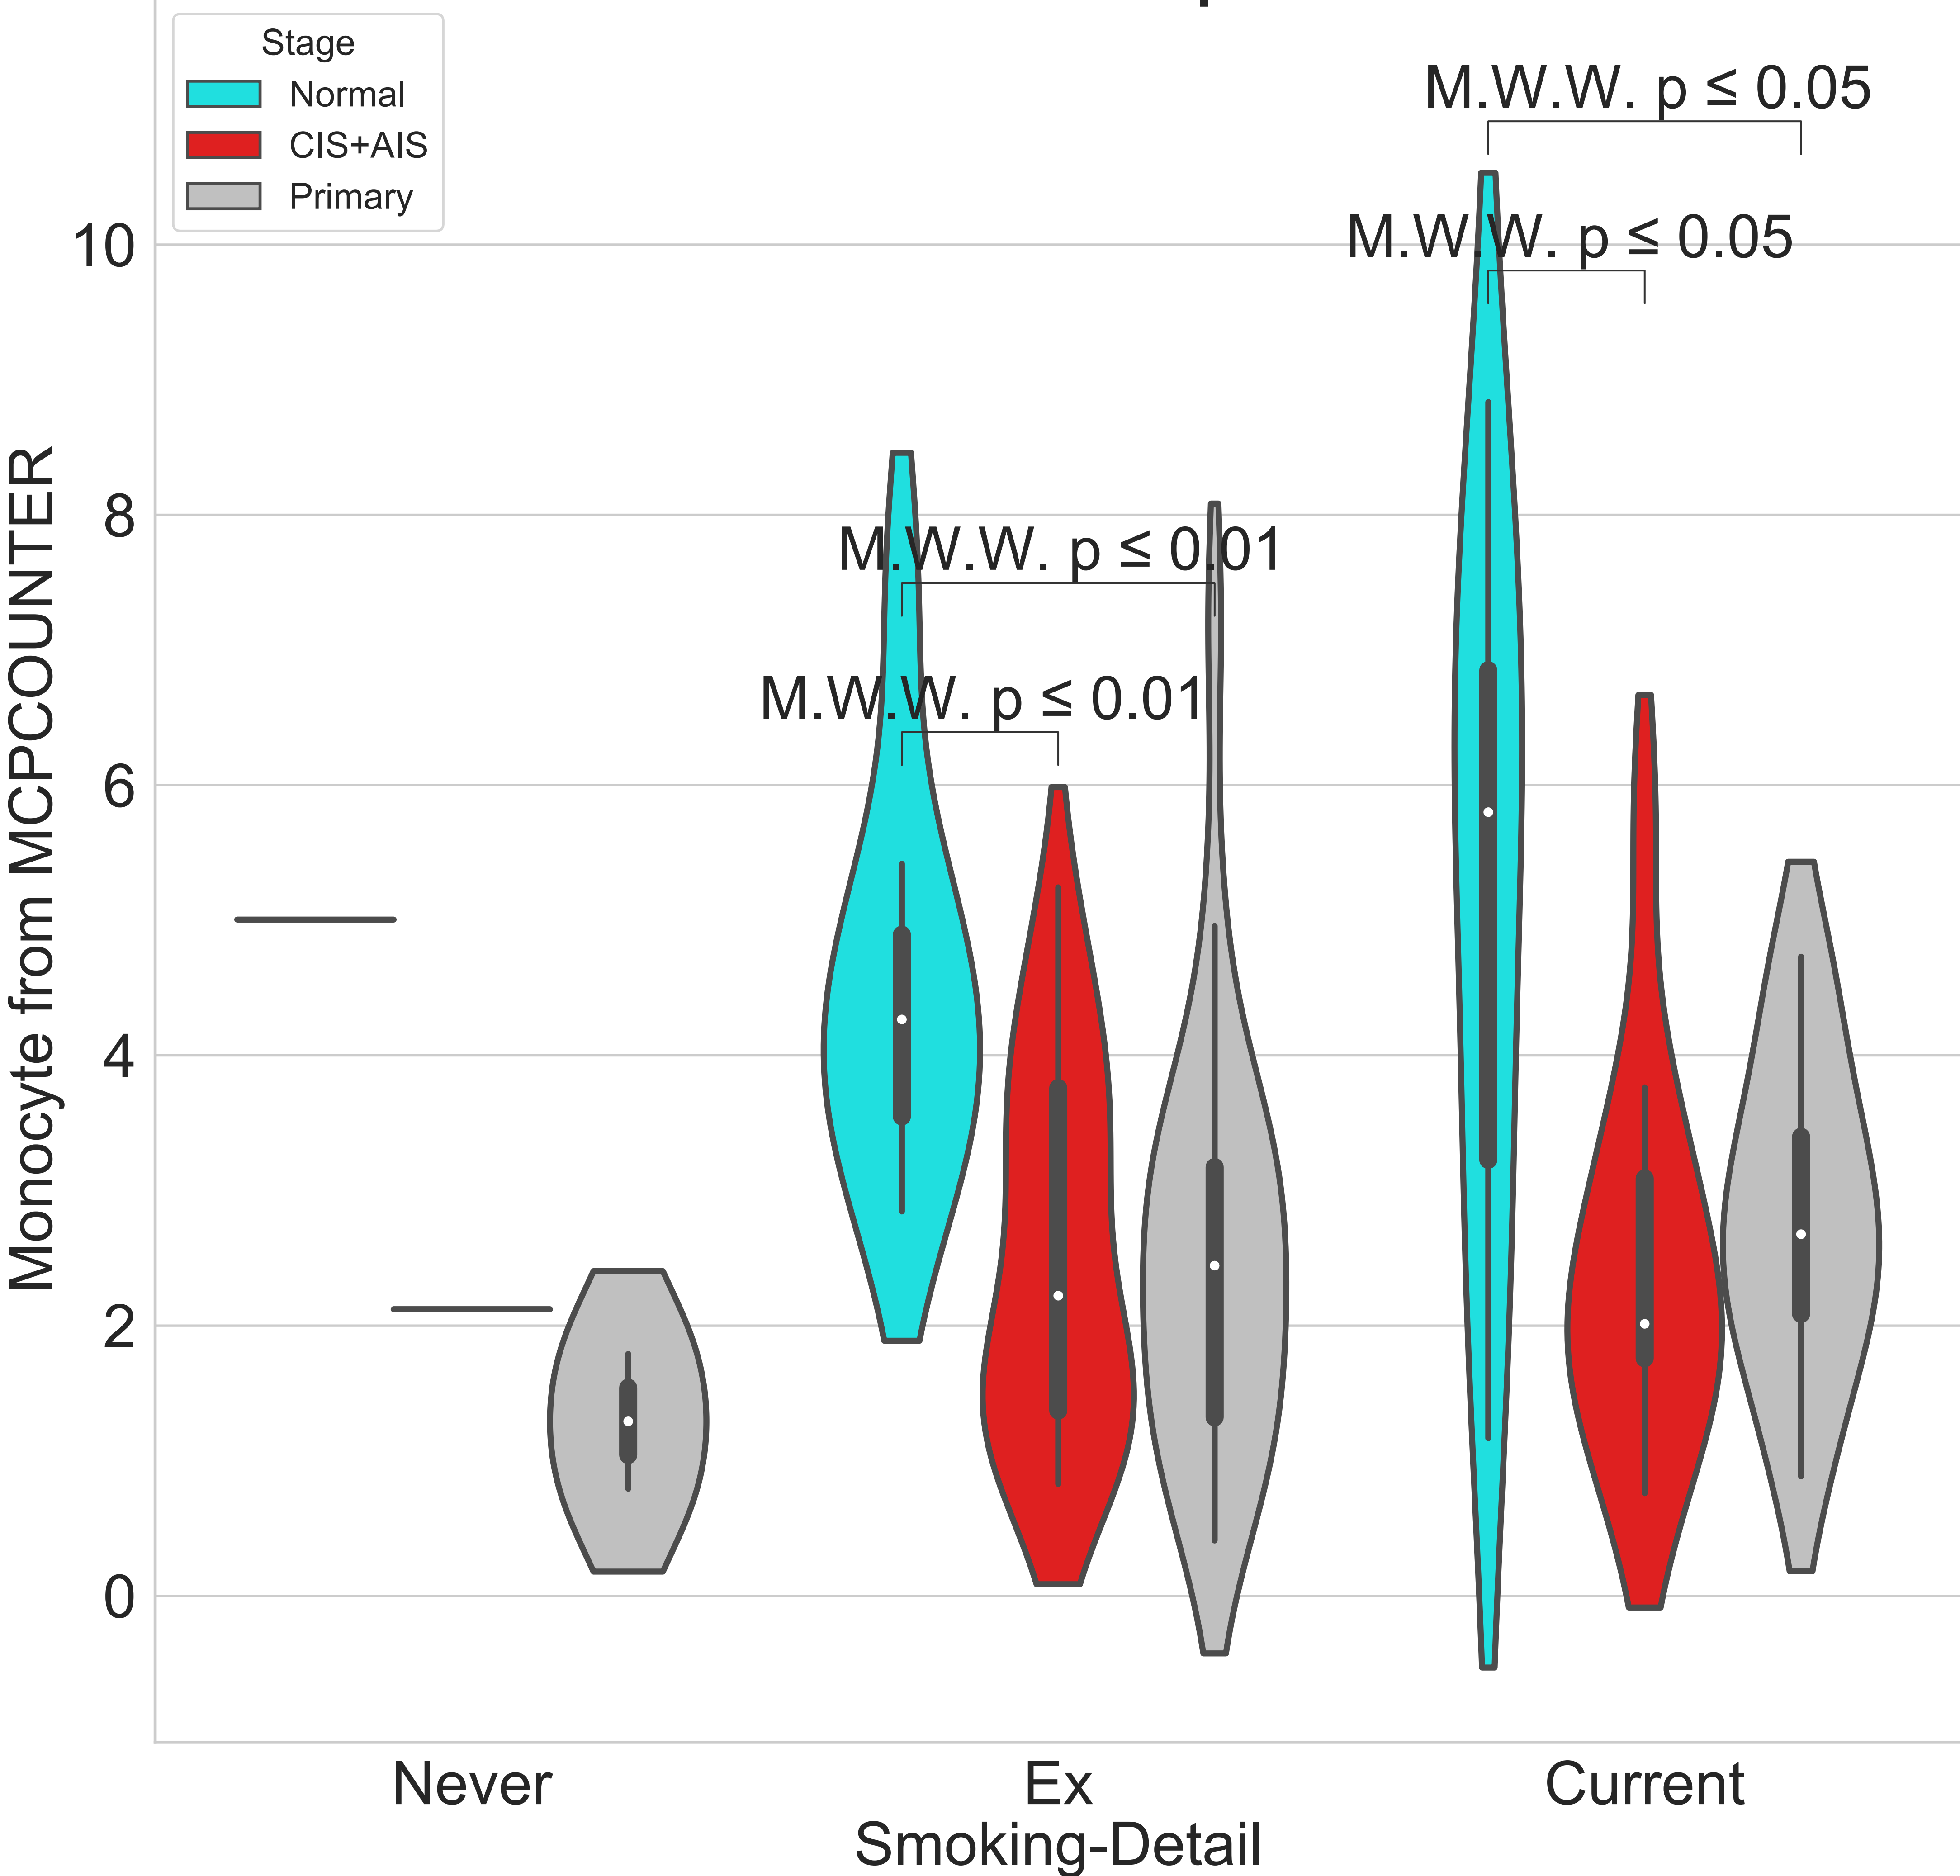 Stage
Normal
CIS+AIS
Primary
M.W.W. p ≤ 0.05
M.W.W. p ≤ 0.05
M.W.W. p ≤ 0.01
M.W.W. p ≤ 0.01
10
8
6
4
2
0
Monocyte from MCPCOUNTER
Never
Ex
Current
Smoking-Detail